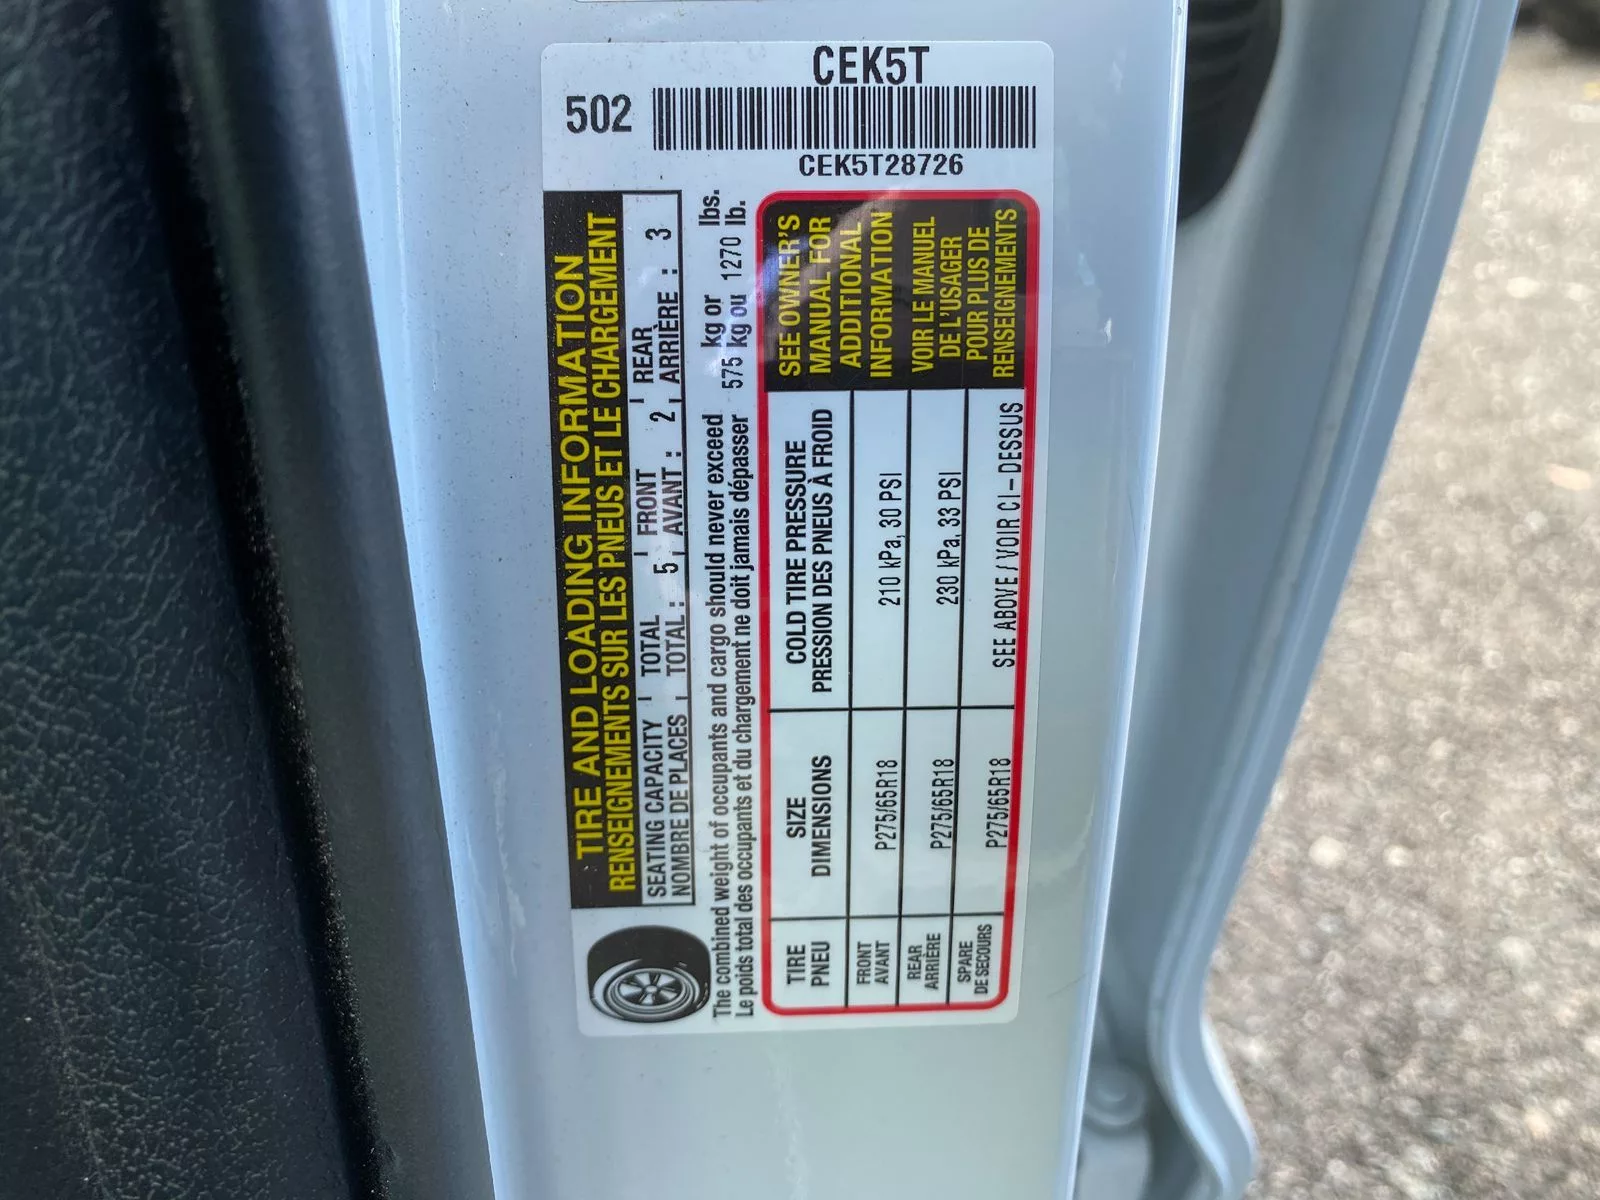 CEK5T
502
CEK5T28726
TIRE AND LOADING INFORMATION
RENSEIGNEMENTS SUR LES PNEUS ET LE CHARGEMENT
SEATING CAPACITY TOTAL FRONT REAR
NOMBRE DE PLACES TOTAL : 5 AVANT : 2 ARRIÈRE : 3
The combined weight of occupants and cargo should never exceed kg or lbs.
Le poids total des occupants et du chargement ne doit jamais dépasser 575 kg ou 1270 lb.
TIRE SIZE COLD TIRE PRESSURE
PNEU DIMENSIONS PRESSION DES PNEUS À FROID
FRONT
AVANT P275/65R18 210 kPa, 30 PSI
REAR
ARRIÈRE P275/65R18 230 kPa, 33 PSI
SPARE
DE SECOURS P275/65R18 SEE ABOVE / VOIR CI-DESSUS
SEE OWNER'S
MANUAL FOR
ADDITIONAL
INFORMATION
VOIR LE MANUEL
DE L'USAGER
POUR PLUS DE
RENSEIGNEMENTS